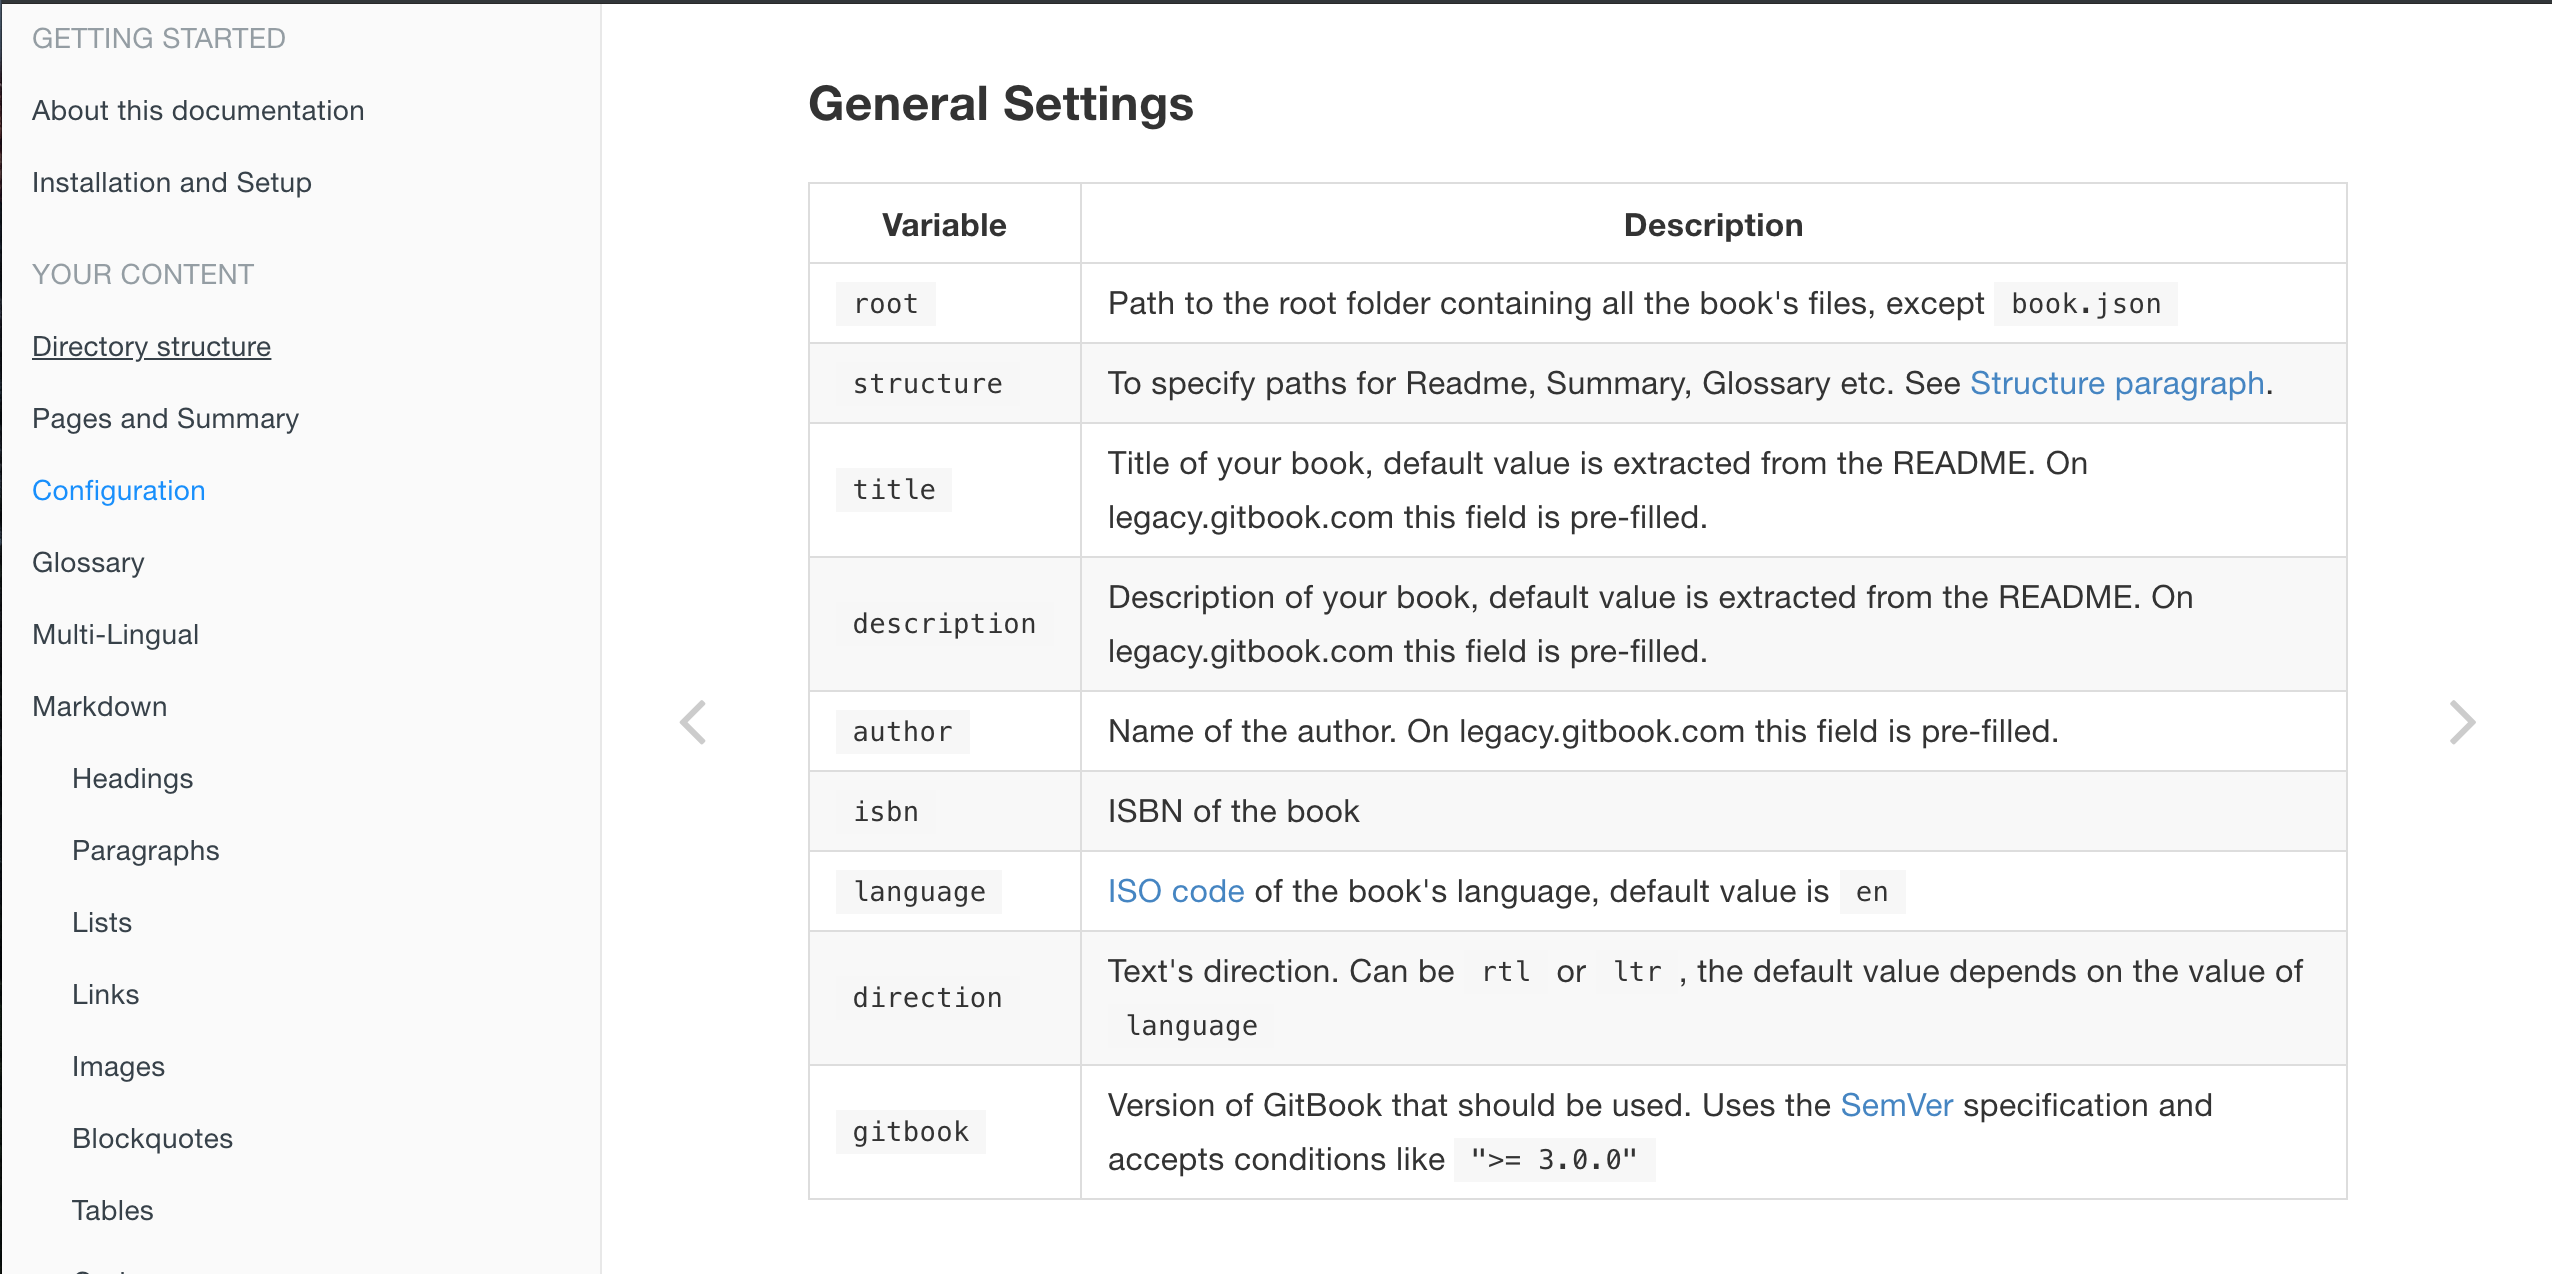 GETTING STARTED
About this documentation
Installation and Setup
YOUR CONTENT
Directory structure
Pages and Summary
Configuration
Glossary
Multi-Lingual
Markdown
Headings
Paragraphs
Lists
Links
Images
Blockquotes
Tables
General Settings
Variable Description
root Path to the root folder containing all the book's files, except book.json
structure To specify paths for Readme, Summary, Glossary etc. See Structure paragraph.
title Title of your book, default value is extracted from the README. On
legacy.gitbook.com this field is pre-filled.
description Description of your book, default value is extracted from the README. On
legacy.gitbook.com this field is pre-filled.
author Name of the author. On legacy.gitbook.com this field is pre-filled.
isbn ISBN of the book
language ISO code of the book's language, default value is en
direction Text's direction. Can be rtl or ltr , the default value depends on the value of
language
gitbook Version of GitBook that should be used. Uses the SemVer specification and
accepts conditions like ">= 3.0.0"